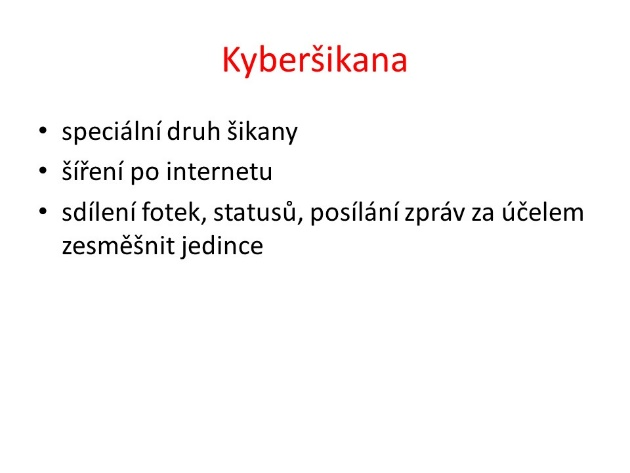 Kyberšikana
• speciální druh šikany
• šíření po internetu
• sdílení fotek, statusů, posílání zpráv za účelem
zesměšnit jedince